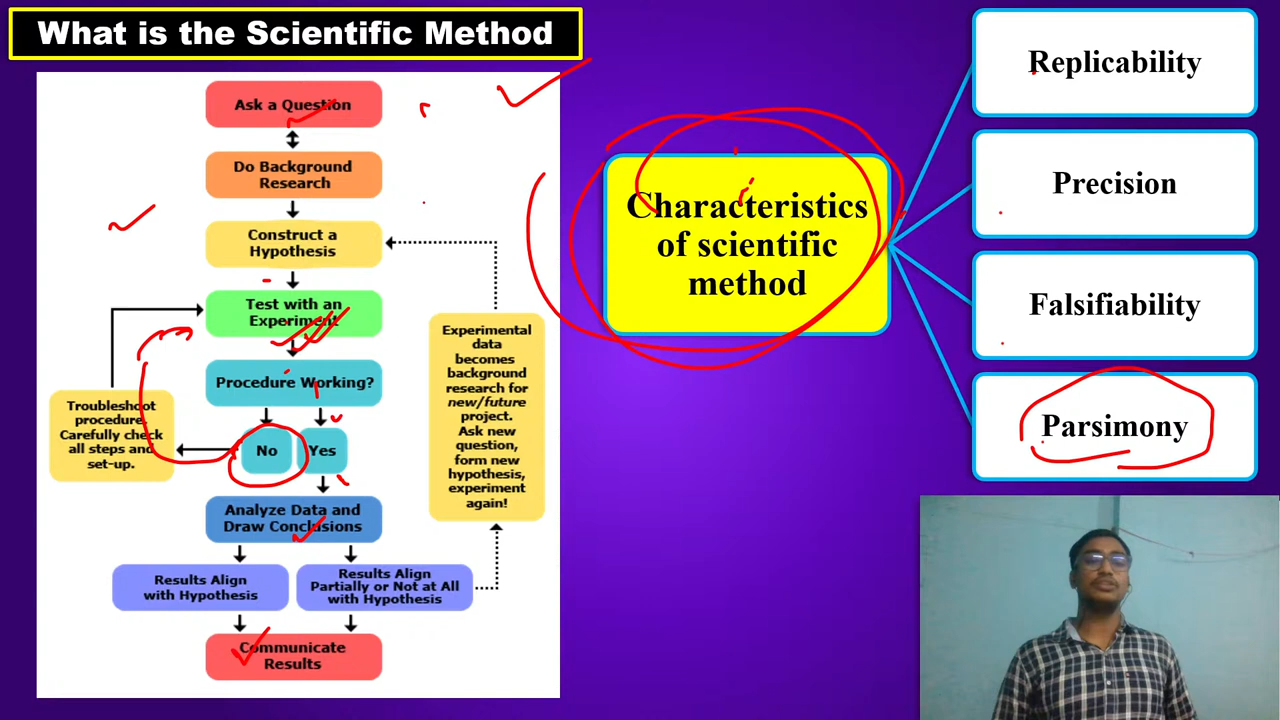 What is the Scientific Method
Ask a Question
Do Background
Research
Construct a
Hypothesis
Test with an
Experiment
Procedure Working?
No
Yes
Troubleshoot
procedure.
Carefully check
all steps and
set-up.
Experimental
data
becomes
background
research for
new/future
project.
Ask new
question,
form new
hypothesis,
experiment
again!
Analyze Data and
Draw Conclusions
Results Align
with Hypothesis
Results Align
Partially or Not at All
with Hypothesis
Communicate
Results
Characteristics
of scientific
method
Replicability
Precision
Falsifiability
Parsimony